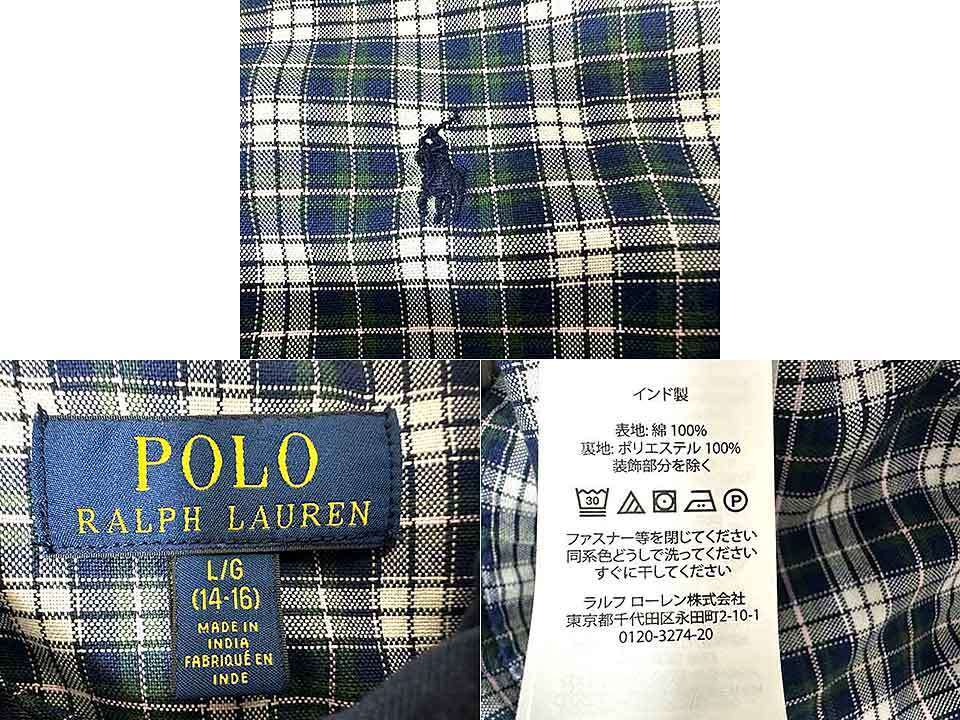 POLO
RALPH LAUREN
L/G
(14-16)
MADE IN
INDIA
FABRIQUÉ EN
INDE
インド製
表地: 綿 100%
裏地: ポリエステル 100%
装飾部分を除く
30
P
ファスナー等を閉じてください
同系色どうしで洗ってください
すぐに干してください
ラルフ ローレン株式会社
東京都千代田区永田町2-10-1
0120-3274-20